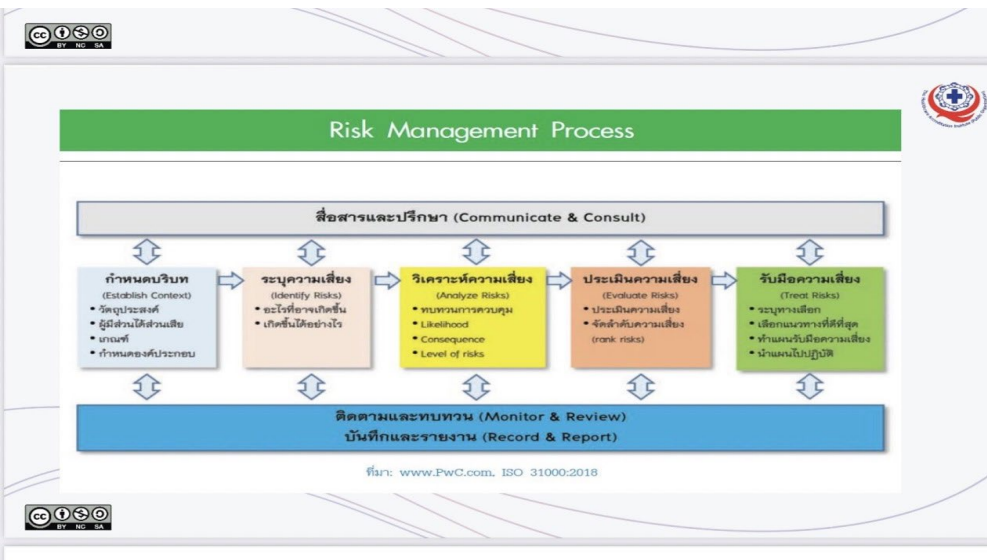 cc BY NC SA
Risk Management Process
สื่อสารและปรึกษา (Communicate & Consult)
กำหนดบริบท
(Establish Context)
• วัตถุประสงค์
• ผู้มีส่วนได้ส่วนเสีย
• เกณฑ์
• กำหนดองค์ประกอบ
ระบุความเสี่ยง
(Identify Risks)
• อะไรที่อาจเกิดขึ้น
• เกิดขึ้นได้อย่างไร
วิเคราะห์ความเสี่ยง
(Analyze Risks)
• ทบทวนการควบคุม
• Likelihood
• Consequence
• Level of risks
ประเมินความเสี่ยง
(Evaluate Risks)
• ประเมินความเสี่ยง
• จัดลำดับความเสี่ยง
(rank risks)
รับมือความเสี่ยง
(Treat Risks)
• ระบุทางเลือก
• เลือกแนวทางที่ดีที่สุด
• ทำแผนรับมือความเสี่ยง
• นำแผนไปปฏิบัติ
ติดตามและทบทวน (Monitor & Review)
บันทึกและรายงาน (Record & Report)
ที่มา: www.PwC.com, ISO 31000:2018
cc BY NC SA